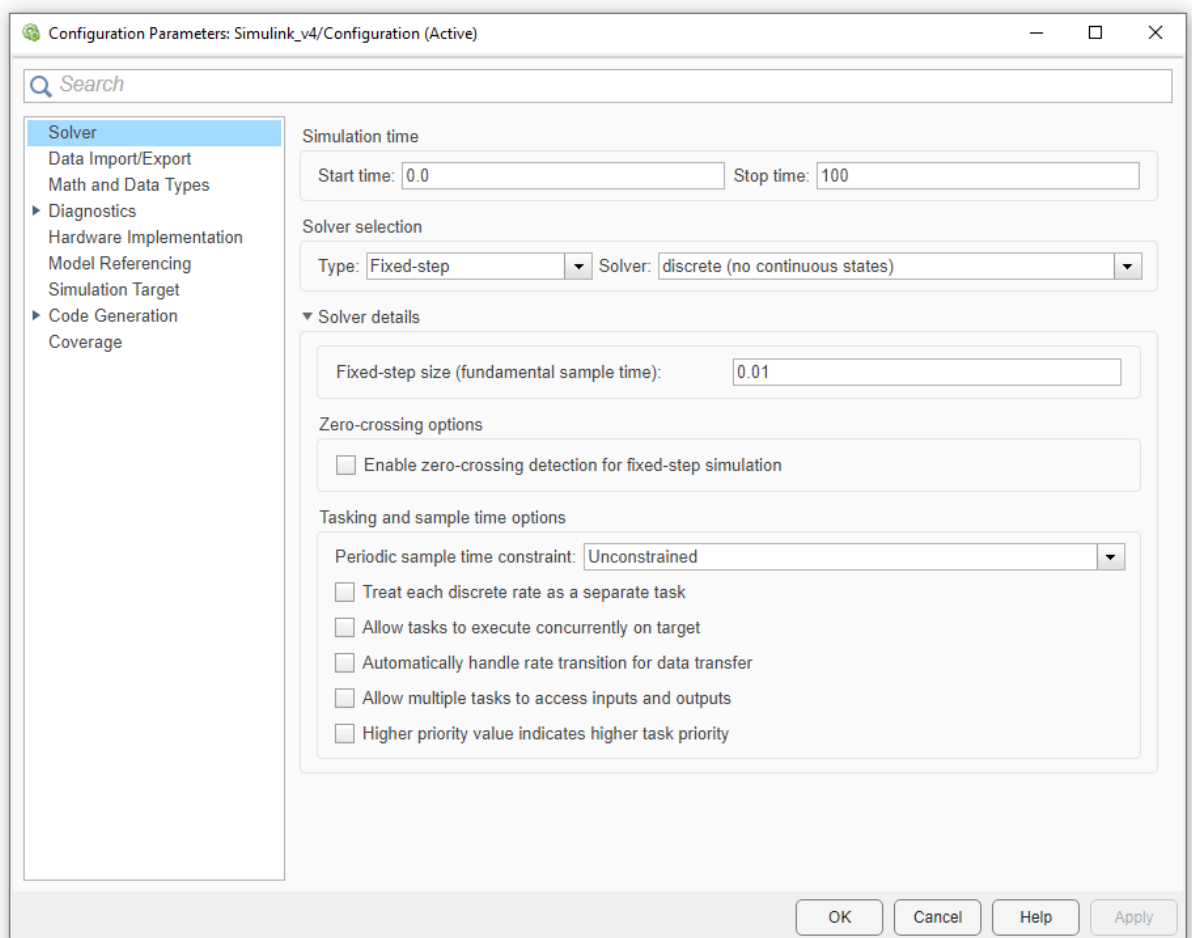 Configuration Parameters: Simulink_v4/Configuration (Active)
Search
Solver
Data Import/Export
Math and Data Types
Diagnostics
Hardware Implementation
Model Referencing
Simulation Target
Code Generation
Coverage
Simulation time
Start time: 0.0 Stop time: 100
Solver selection
Type: Fixed-step Solver: discrete (no continuous states)
Solver details
Fixed-step size (fundamental sample time): 0.01
Zero-crossing options
Enable zero-crossing detection for fixed-step simulation
Tasking and sample time options
Periodic sample time constraint: Unconstrained
Treat each discrete rate as a separate task
Allow tasks to execute concurrently on target
Automatically handle rate transition for data transfer
Allow multiple tasks to access inputs and outputs
Higher priority value indicates higher task priority
OK Cancel Help Apply